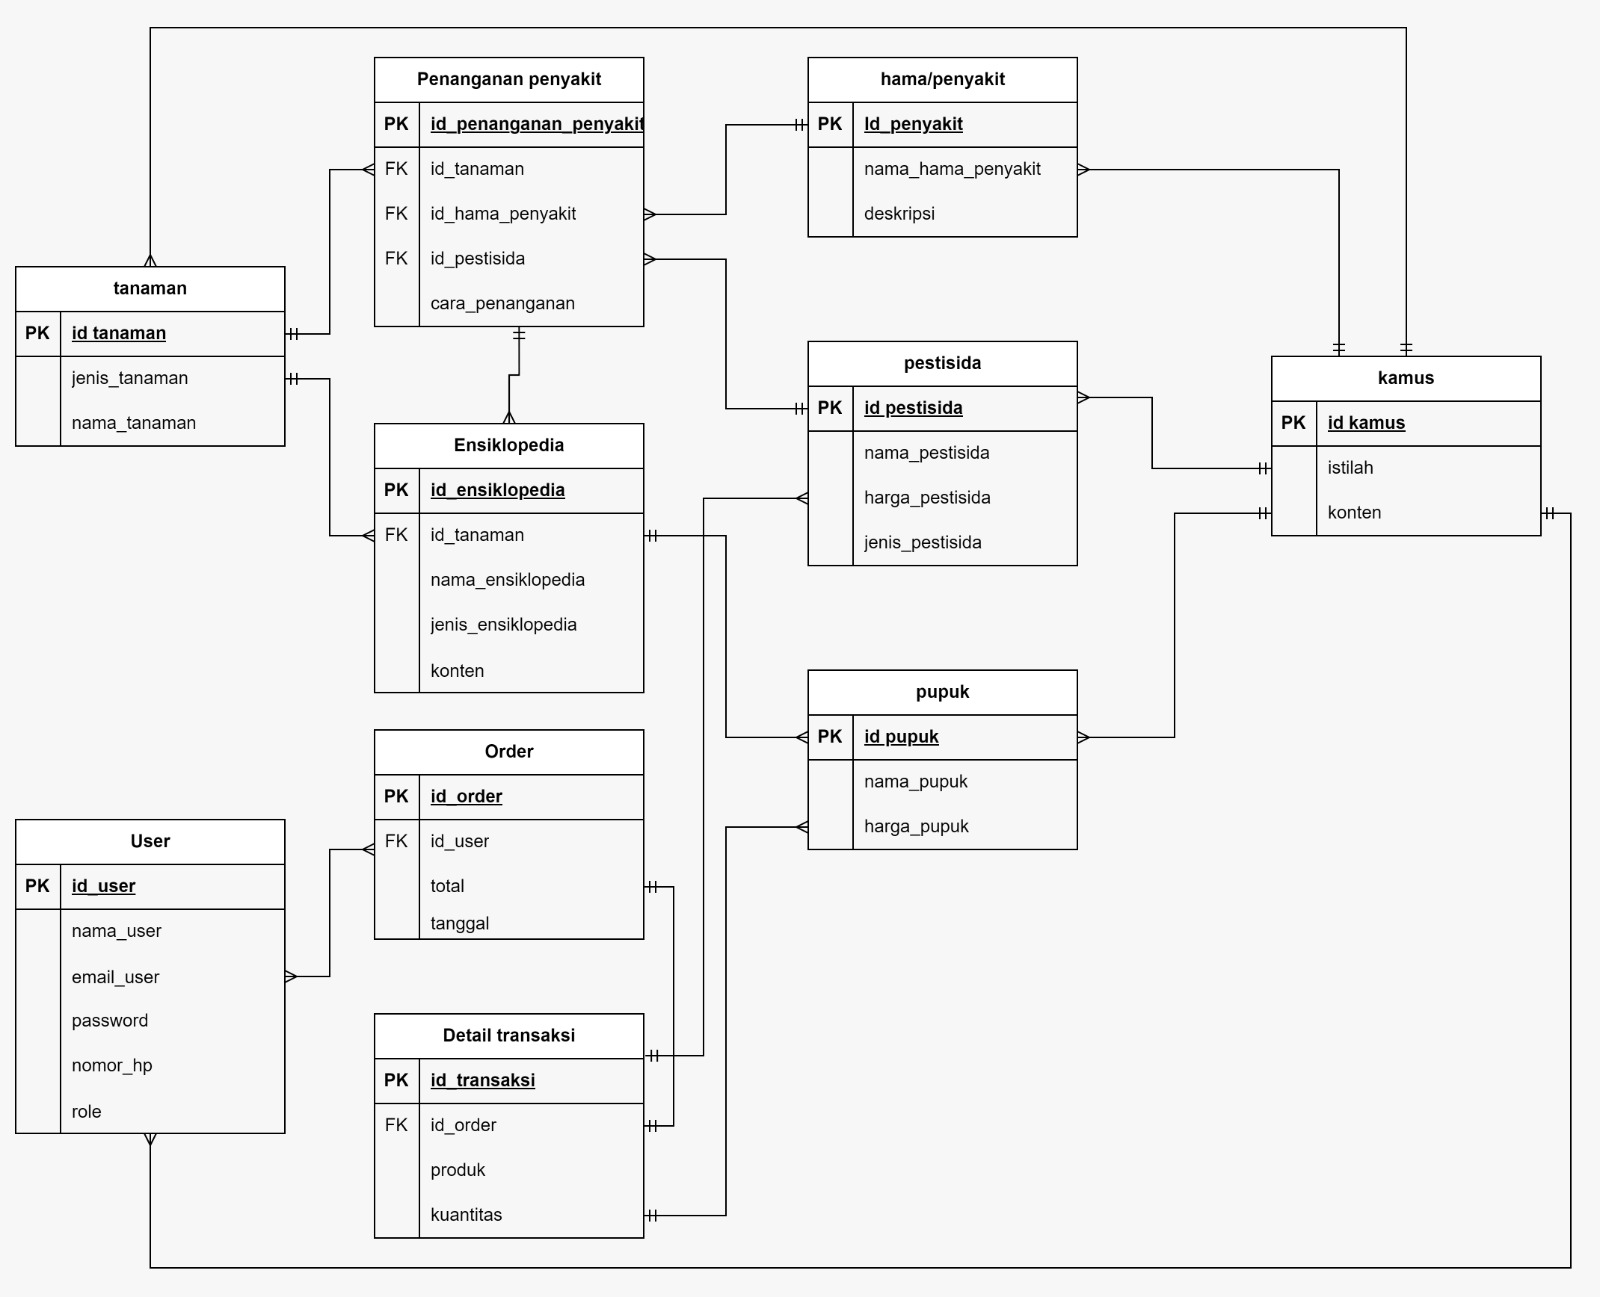 Penanganan penyakit
PK id_penanganan_penyakit
FK id_tanaman
FK id_hama_penyakit
FK id_pestisida
cara_penanganan
hama/penyakit
PK Id_penyakit
nama_hama_penyakit
deskripsi
tanaman
PK id tanaman
jenis_tanaman
nama_tanaman
pestisida
PK id pestisida
nama_pestisida
harga_pestisida
jenis_pestisida
kamus
PK id kamus
istilah
konten
Ensiklopedia
PK id_ensiklopedia
FK id_tanaman
nama_ensiklopedia
jenis_ensiklopedia
konten
pupuk
PK id pupuk
nama_pupuk
harga_pupuk
Order
PK id_order
FK id_user
total
tanggal
User
PK id_user
nama_user
email_user
password
nomor_hp
role
Detail transaksi
PK id_transaksi
FK id_order
produk
kuantitas